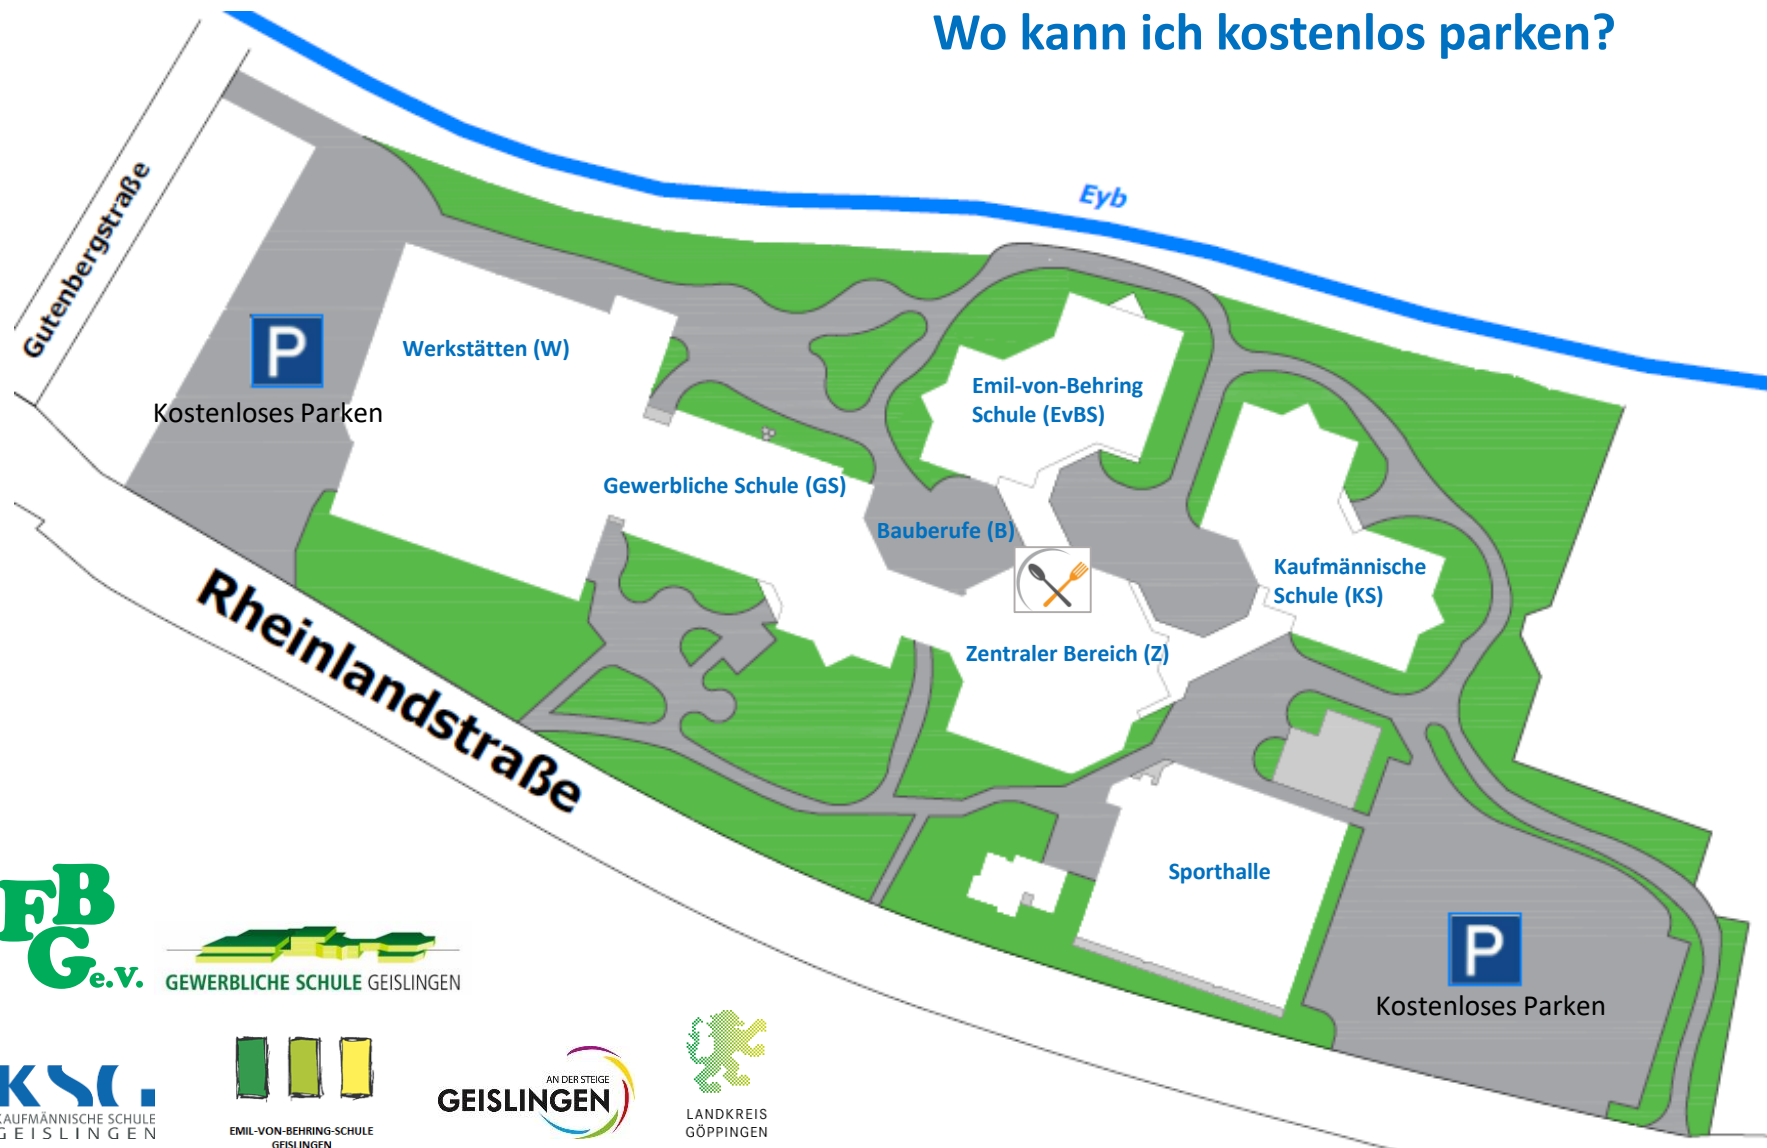 Wo kann ich kostenlos parken?
Eyb
Gutenbergstraße
P
Kostenloses Parken
Werkstätten (W)
Emil-von-Behring
Schule (EvBS)
Gewerbliche Schule (GS)
Bauberufe (B)
Kaufmännische
Schule (KS)
Zentraler Bereich (Z)
Rheinlandstraße
Sporthalle
P
Kostenloses Parken
FBG e.V.
GEWERBLICHE SCHULE GEISLINGEN
KSG
KAUFMÄNNISCHE SCHULE
GEISLINGEN
EMIL-VON-BEHRING-SCHULE
GEISLINGEN
AN DER STEIGE
GEISLINGEN
LANDKREIS
GÖPPINGEN